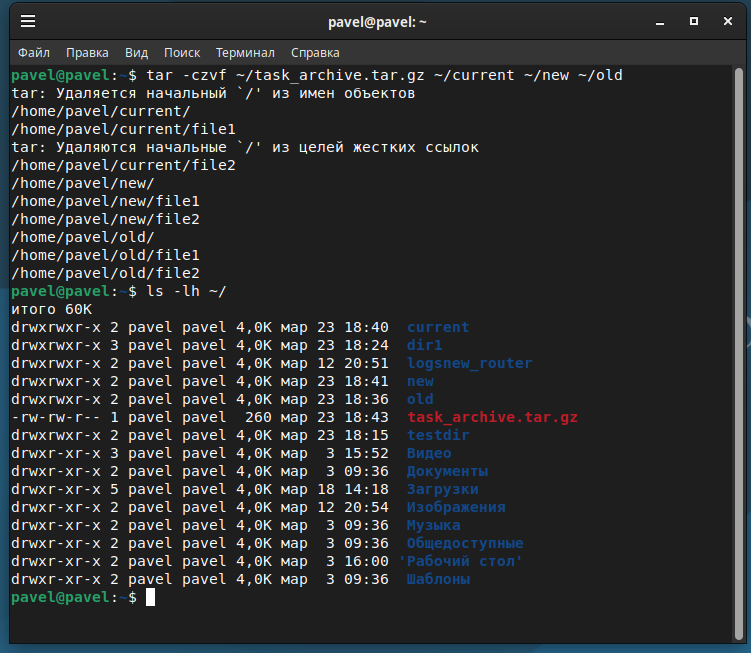 pavel@pavel: ~
Файл Правка Вид Поиск Терминал Справка
pavel@pavel:~$ tar -czvf ~/task_archive.tar.gz ~/current ~/new ~/old
tar: Удаляется начальный `/' из имен объектов
/home/pavel/current/
/home/pavel/current/file1
tar: Удаляются начальные `/' из целей жестких ссылок
/home/pavel/current/file2
/home/pavel/new/
/home/pavel/new/file1
/home/pavel/new/file2
/home/pavel/old/
/home/pavel/old/file1
/home/pavel/old/file2
pavel@pavel:~$ ls -lh ~/
итого 60K
drwxrwxr-x 2 pavel pavel 4,0K мар 23 18:40  current
drwxrwxr-x 3 pavel pavel 4,0K мар 23 18:24  dir1
drwxrwxr-x 2 pavel pavel 4,0K мар 12 20:51  logsnew_router
drwxrwxr-x 2 pavel pavel 4,0K мар 23 18:41  new
drwxrwxr-x 2 pavel pavel 4,0K мар 23 18:36  old
-rw-rw-r-- 1 pavel pavel  260 мар 23 18:43  task_archive.tar.gz
drwxrwxr-x 2 pavel pavel 4,0K мар 23 18:15  testdir
drwxr-xr-x 3 pavel pavel 4,0K мар  3 15:52  Видео
drwxr-xr-x 2 pavel pavel 4,0K мар  3 09:36  Документы
drwxr-xr-x 5 pavel pavel 4,0K мар 18 14:18  Загрузки
drwxr-xr-x 2 pavel pavel 4,0K мар 12 20:54  Изображения
drwxr-xr-x 2 pavel pavel 4,0K мар  3 09:36  Музыка
drwxr-xr-x 2 pavel pavel 4,0K мар  3 09:36  Общедоступные
drwxr-xr-x 2 pavel pavel 4,0K мар  3 16:00 'Рабочий стол'
drwxr-xr-x 2 pavel pavel 4,0K мар  3 09:36  Шаблоны
pavel@pavel:~$